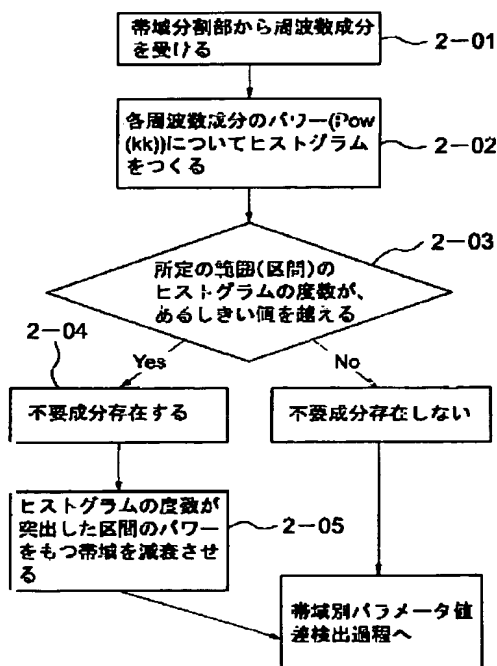 帯域分割部から周波数成分
を受ける
2-01
各周波数成分のパワー(Pow
(kk))についてヒストグラム
をつくる
2-02
2-03
所定の範囲(区間)の
ヒストグラムの度数が、
あるしきい値を越える
2-04
Yes
No
不要成分存在する
不要成分存在しない
ヒストグラムの度数が
突出した区間のパワー
をもつ帯域を減衰させ
る
2-05
帯域別パラメータ値
差検出過程へ